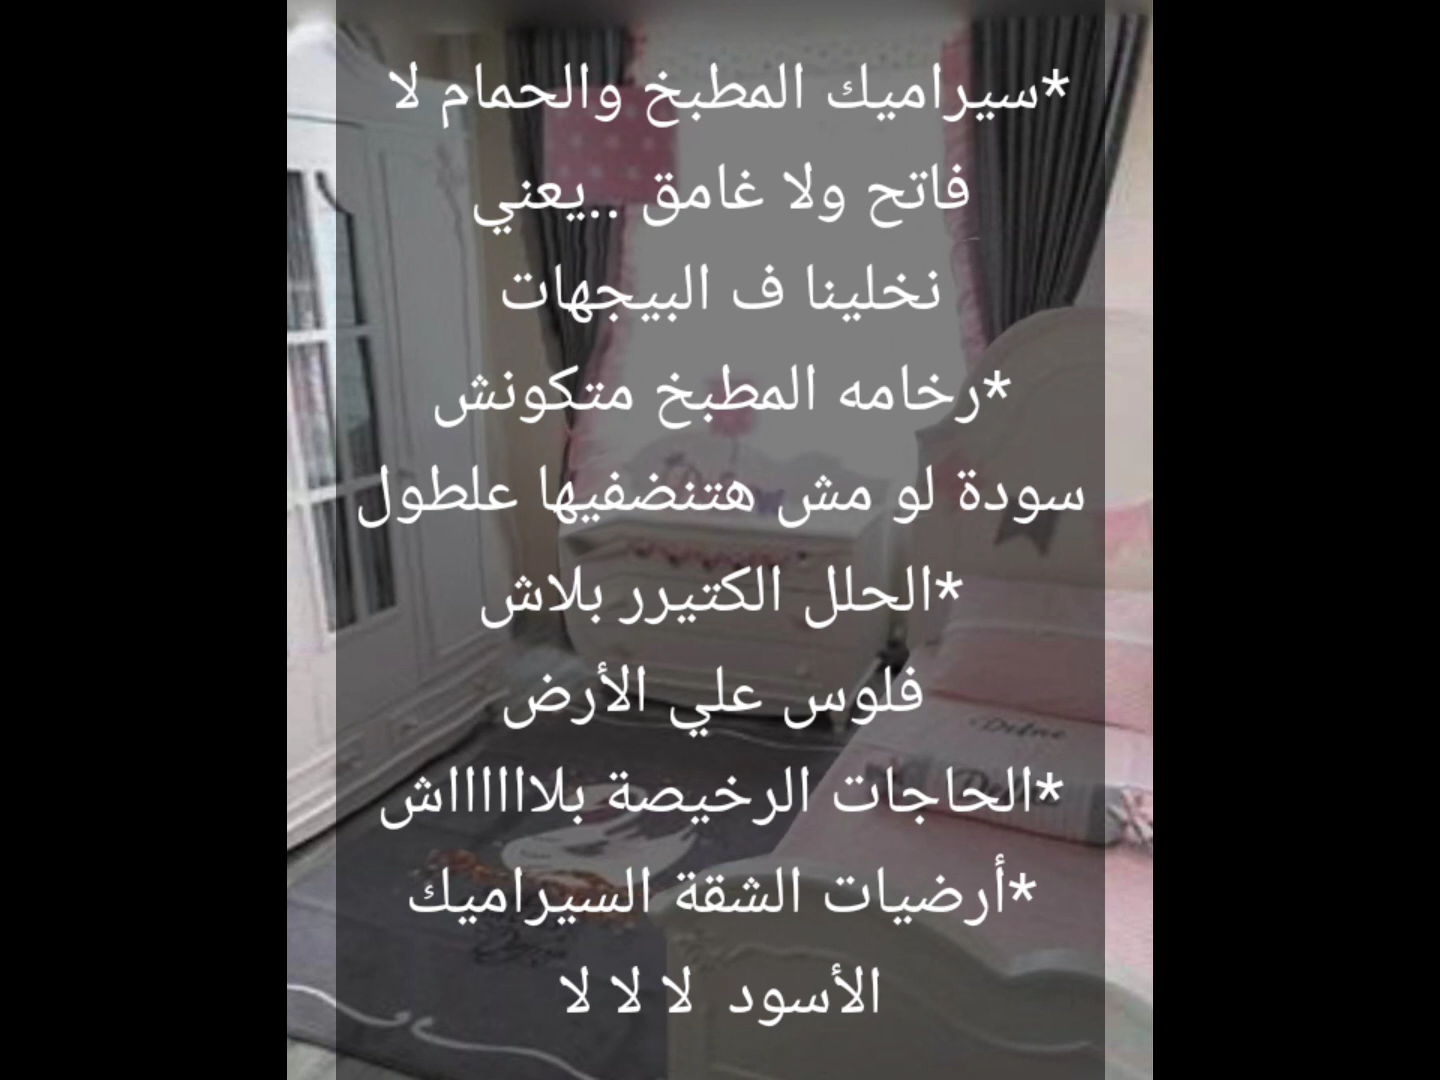 *سيراميك المطبخ والحمام لا
فاتح ولا غامق ..يعني
نخلينا ف البيجهات
*رخامه المطبخ متكونش
سودة لو مش هتنضفيها علطول
*الحلل الكتيرر بلاش
فلوس علي الأرض
*الحاجات الرخيصة بلااااااش
*أرضيات الشقة السيراميك
الأسود لا لا لا